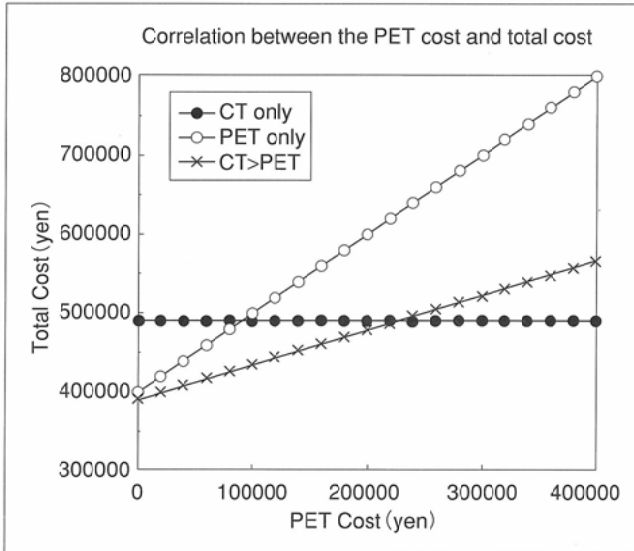 Correlation between the PET cost and total cost
800000
700000
600000
500000
400000
300000
Total Cost (yen)
CT only
PET only
CT>PET
0 100000 200000 300000 400000
PET Cost (yen)